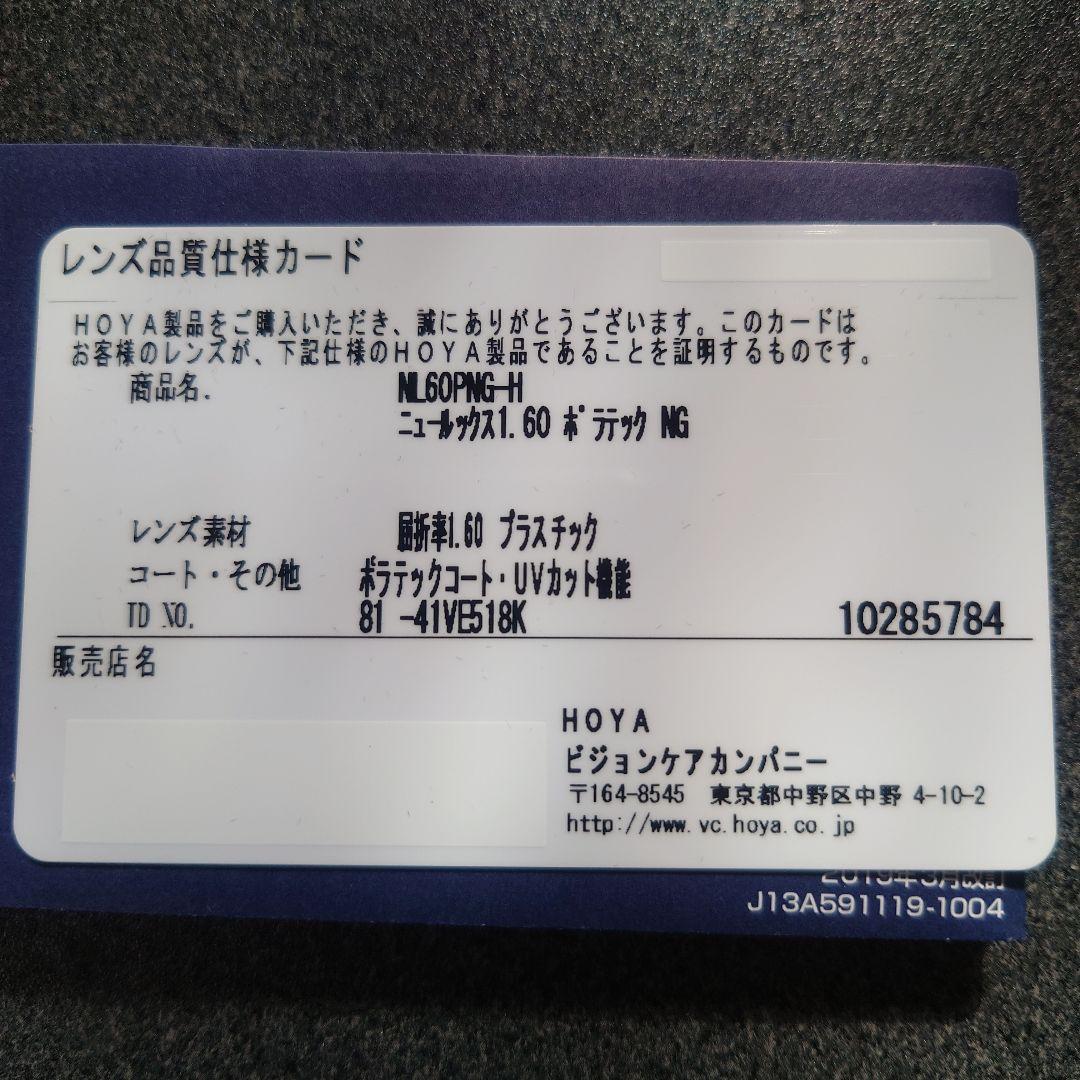 レンズ品質仕様カード
HOYA製品をご購入いただき、誠にありがとうございます。このカードは
お客様のレンズが、下記仕様のHOYA製品であることを証明するものです。
商品名. NL60PNG-H
ニュールックス1.60 ポラテック NG
レンズ素材 屈折率1.60 プラスチック
コート・その他 ポラテックコート・UVカット機能
ID NO. 81 -41VE518K 10285784
販売店名
HOYA
ビジョンケアカンパニー
〒164-8545 東京都中野区中野 4-10-2
http://www.vc.hoya.co.jp
2019年3月改訂
J13A591119-1004